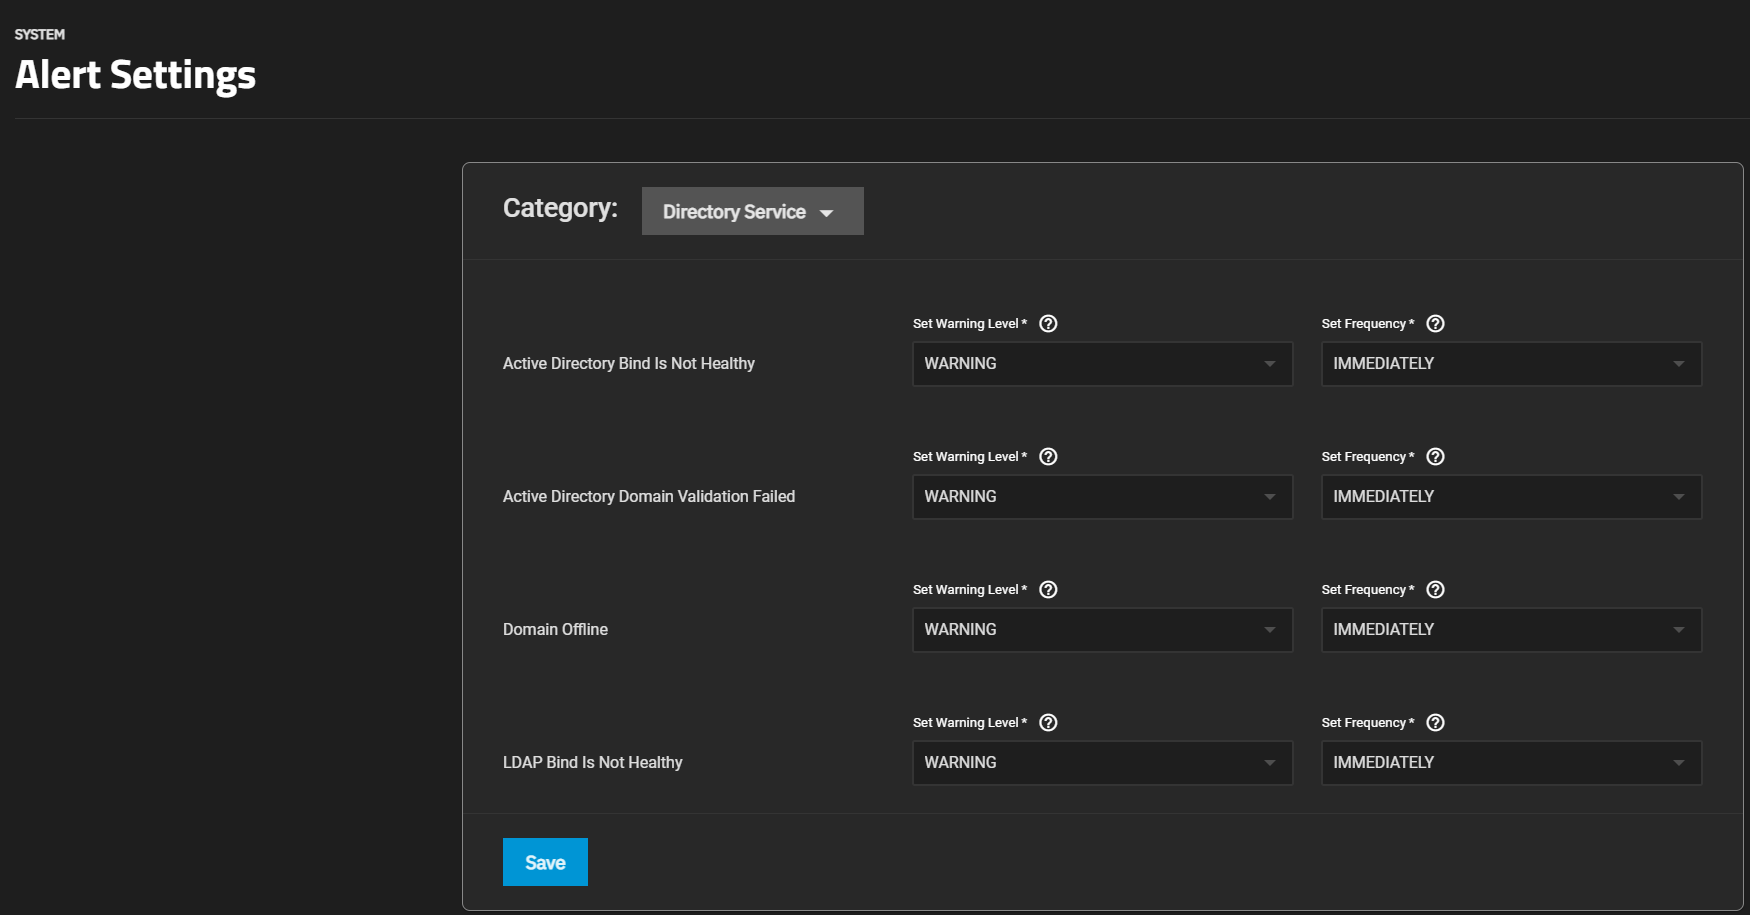 SYSTEM
Alert Settings
Category: Directory Service
Set Warning Level * Set Frequency *
Active Directory Bind Is Not Healthy WARNING IMMEDIATELY
Set Warning Level * Set Frequency *
Active Directory Domain Validation Failed WARNING IMMEDIATELY
Set Warning Level * Set Frequency *
Domain Offline WARNING IMMEDIATELY
Set Warning Level * Set Frequency *
LDAP Bind Is Not Healthy WARNING IMMEDIATELY
Save